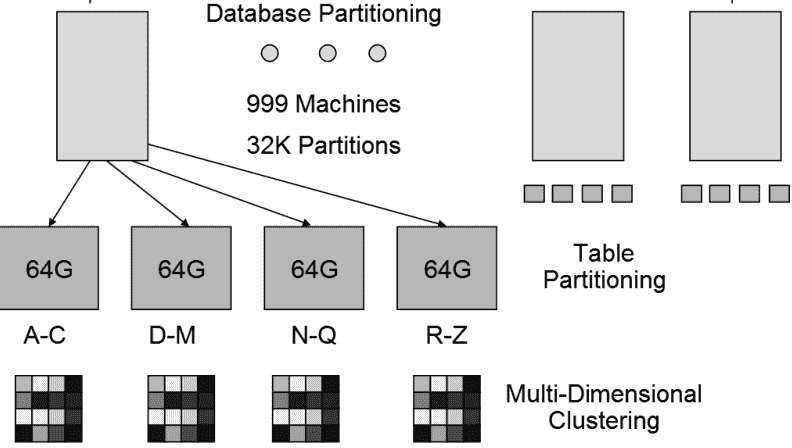 Database Partitioning
999 Machines
32K Partitions
64G
64G
64G
64G
Table
Partitioning
A-C
D-M
N-Q
R-Z
Multi-Dimensional
Clustering